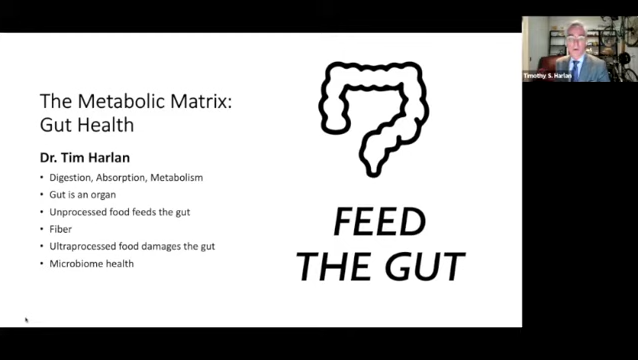 The Metabolic Matrix:
Gut Health
Dr. Tim Harlan
• Digestion, Absorption, Metabolism
• Gut is an organ
• Unprocessed food feeds the gut
• Fiber
• Ultraprocessed food damages the gut
• Microbiome health
FEED
THE GUT
Timothy S. Harlan